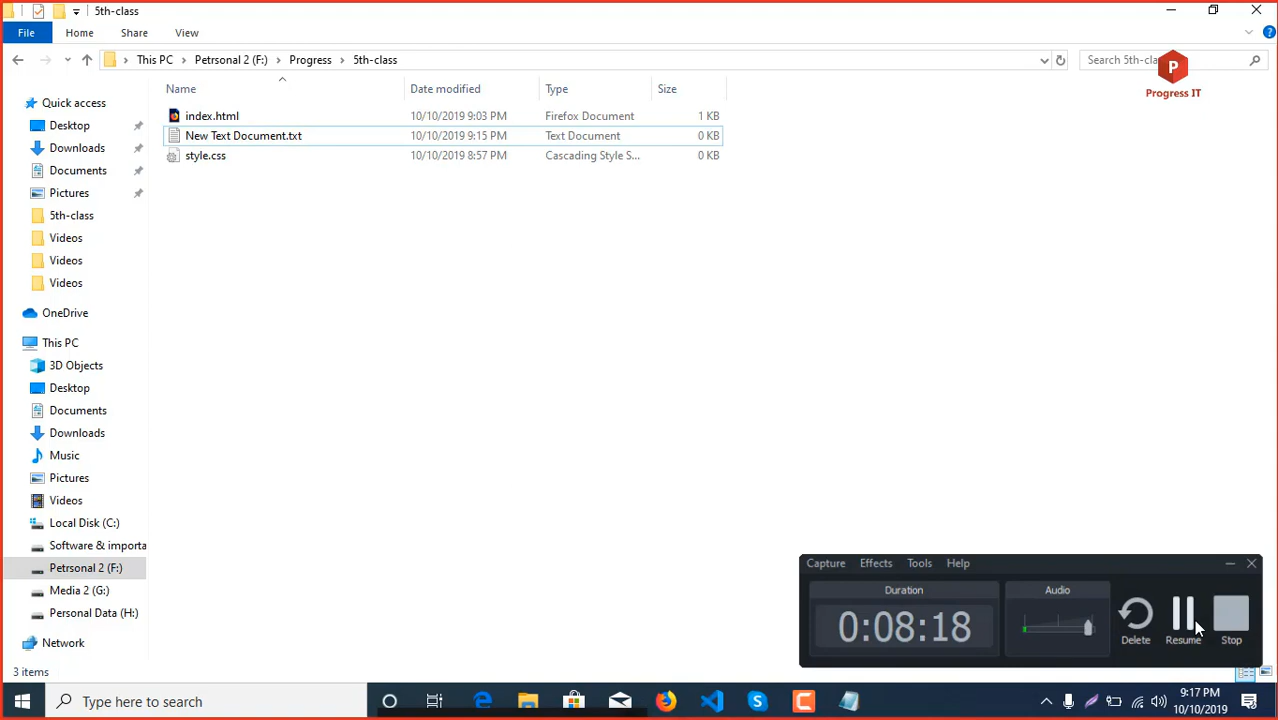 5th-class
File Home Share View
This PC Petrsonal 2 (F:) Progress 5th-class
Search 5th-cla
P
Progress IT
Name Date modified Type Size
index.html 10/10/2019 9:03 PM Firefox Document 1 KB
New Text Document.txt 10/10/2019 9:15 PM Text Document 0 KB
style.css 10/10/2019 8:57 PM Cascading Style S... 0 KB
Quick access
Desktop
Downloads
Documents
Pictures
5th-class
Videos
Videos
Videos
OneDrive
This PC
3D Objects
Desktop
Documents
Downloads
Music
Pictures
Videos
Local Disk (C:)
Software & importa
Petrsonal 2 (F:)
Media 2 (G:)
Personal Data (H:)
Network
3 items
Capture Effects Tools Help
Duration
0:08:18
Audio
Delete
Resume
Stop
Type here to search
9:17 PM
10/10/2019